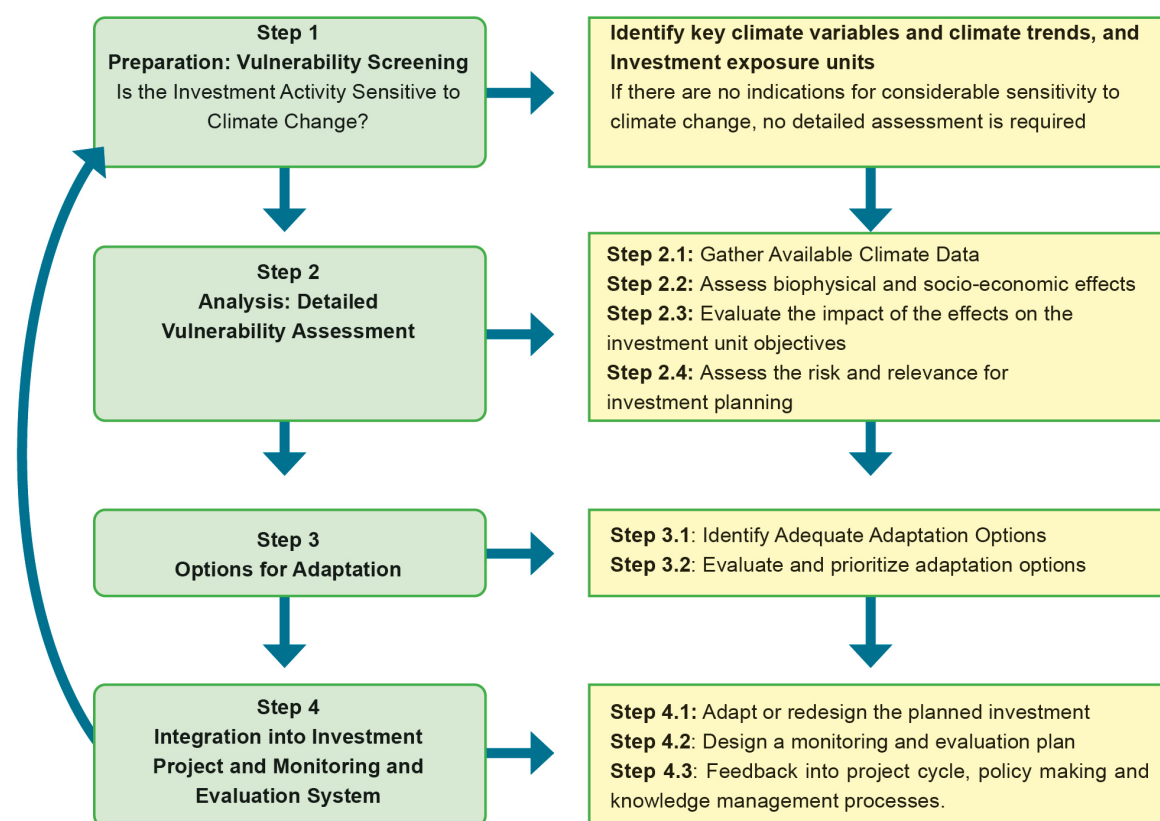 Step 1
Preparation: Vulnerability Screening
Is the Investment Activity Sensitive to
Climate Change?
Identify key climate variables and climate trends, and
Investment exposure units
If there are no indications for considerable sensitivity to
climate change, no detailed assessment is required
Step 2
Analysis: Detailed
Vulnerability Assessment
Step 2.1: Gather Available Climate Data
Step 2.2: Assess biophysical and socio-economic effects
Step 2.3: Evaluate the impact of the effects on the
investment unit objectives
Step 2.4: Assess the risk and relevance for
investment planning
Step 3
Options for Adaptation
Step 3.1: Identify Adequate Adaptation Options
Step 3.2: Evaluate and prioritize adaptation options
Step 4
Integration into Investment
Project and Monitoring and
Evaluation System
Step 4.1: Adapt or redesign the planned investment
Step 4.2: Design a monitoring and evaluation plan
Step 4.3: Feedback into project cycle, policy making and
knowledge management processes.